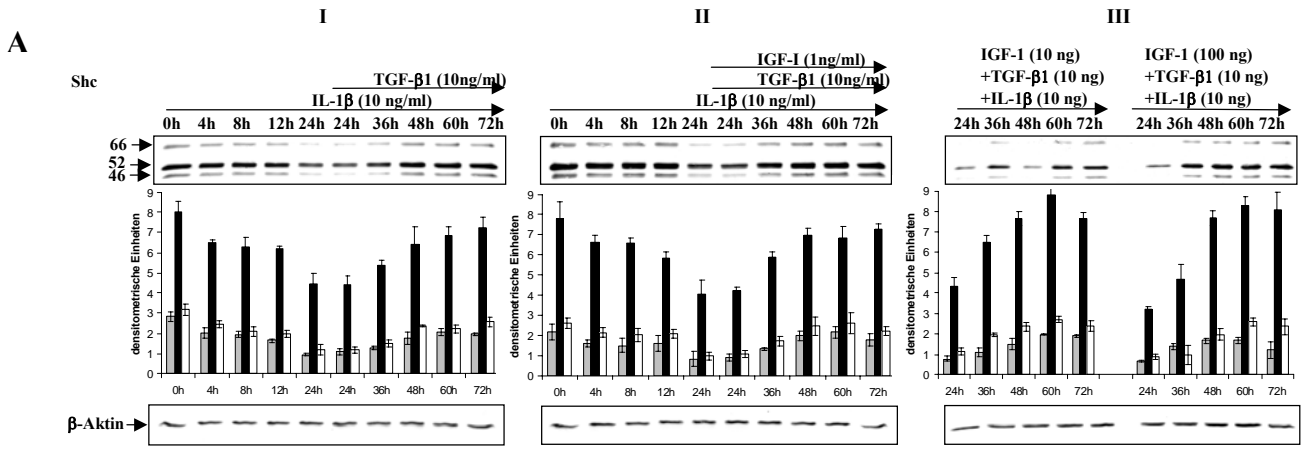 I II III
A
Shc
TGF-β1 (10ng/ml)
IL-1β (10 ng/ml)
0h 4h 8h 12h 24h 24h 36h 48h 60h 72h
IGF-I (1ng/ml)
TGF-β1 (10ng/ml)
IL-1β (10 ng/ml)
0h 4h 8h 12h 24h 24h 36h 48h 60h 72h
IGF-1 (10 ng)
+TGF-β1 (10 ng)
+IL-1β (10 ng)
24h 36h 48h 60h 72h
IGF-1 (100 ng)
+TGF-β1 (10 ng)
+IL-1β (10 ng)
24h 36h 48h 60h 72h
66
52
46
densitometrische Einheiten
9
8
7
6
5
4
3
2
1
0
0h 4h 8h 12h 24h 24h 36h 48h 60h 72h
densitometrische Einheiten
9
8
7
6
5
4
3
2
1
0
0h 4h 8h 12h 24h 24h 36h 48h 60h 72h
densitometrische Einheiten
9
8
7
6
5
4
3
2
1
0
24h 36h 48h 60h 72h 24h 36h 48h 60h 72h
β-Aktin